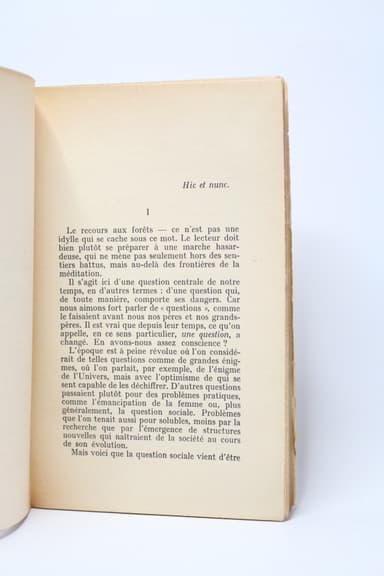 Hic et nunc.
1
Le recours aux forêts — ce n'est pas une
idylle qui se cache sous ce mot. Le lecteur doit
bien plutôt se préparer à une marche hasar-
deuse, qui ne mène pas seulement hors des sen-
tiers battus, mais au-delà des frontières de la
méditation.
Il s'agit ici d'une question centrale de notre
temps, en d'autres termes : d'une question qui,
de toute manière, comporte ses dangers. Car
nous aimons fort parler de « questions », comme
le faisaient avant nous nos pères et nos grands-
pères. Il est vrai que depuis leur temps, ce qu'on
appelle, en ce sens particulier, une question, a
changé. En avons-nous assez conscience ?
L'époque est à peine révolue où l'on considé-
rait de telles questions comme de grandes énig-
mes, où l'on parlait, par exemple, de l'énigme
de l'Univers, mais avec l'optimisme de qui se
sent capable de les déchiffrer. D'autres questions
passaient plutôt pour des problèmes pratiques,
comme l'émancipation de la femme ou, plus
généralement, la question sociale. Problèmes
que l'on tenait aussi pour solubles, moins par la
recherche que par l'émergence de structures
nouvelles qui naîtraient de la société au cours
de son évolution.
Mais voici que la question sociale vient d'être